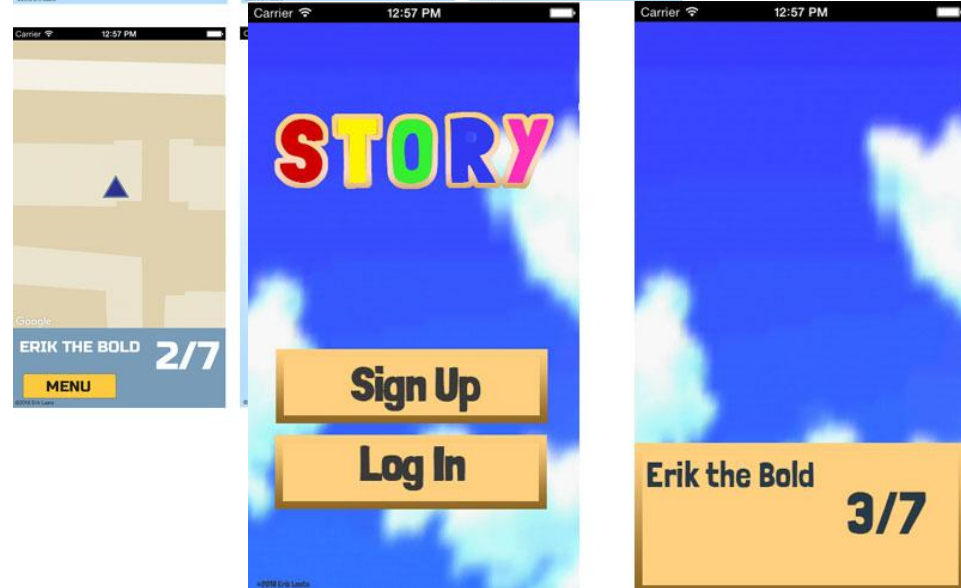 Carrier 12:57 PM
Google
ERIK THE BOLD 2/7
MENU
Carrier 12:57 PM
STORY
Sign Up
Log In
Carrier 12:57 PM
Erik the Bold
3/7